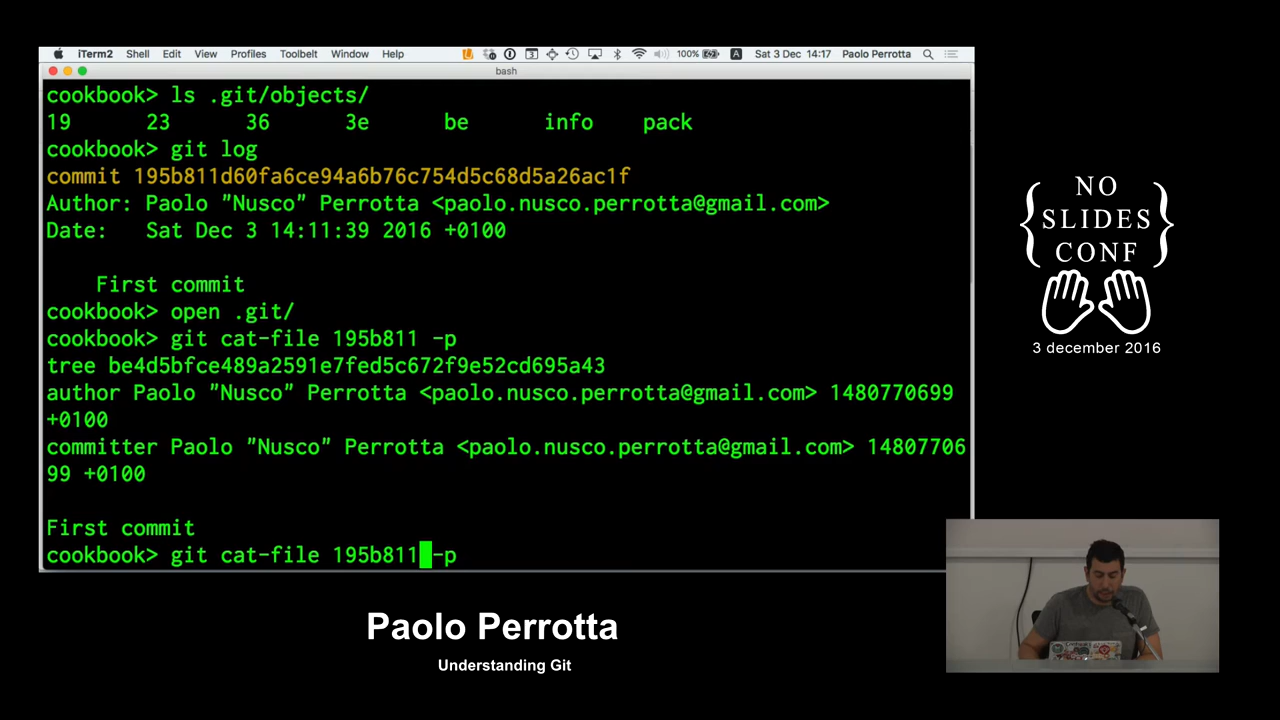 iTerm2 Shell Edit View Profiles Toolbelt Window Help 100% A Sat 3 Dec 14:17 Paolo Perrotta
bash
cookbook> ls .git/objects/
19 23 36 3e be info pack
cookbook> git log
commit 195b811d60fa6ce94a6b76c754d5c68d5a26ac1f
Author: Paolo "Nusco" Perrotta <paolo.nusco.perrotta@gmail.com>
Date: Sat Dec 3 14:11:39 2016 +0100
First commit
cookbook> open .git/
cookbook> git cat-file 195b811 -p
tree be4d5bfce489a2591e7fed5c672f9e52cd695a43
author Paolo "Nusco" Perrotta <paolo.nusco.perrotta@gmail.com> 1480770699
+0100
committer Paolo "Nusco" Perrotta <paolo.nusco.perrotta@gmail.com> 14807706
99 +0100
First commit
cookbook> git cat-file 195b811 -p
NO
SLIDES
CONF
3 december 2016
Paolo Perrotta
Understanding Git